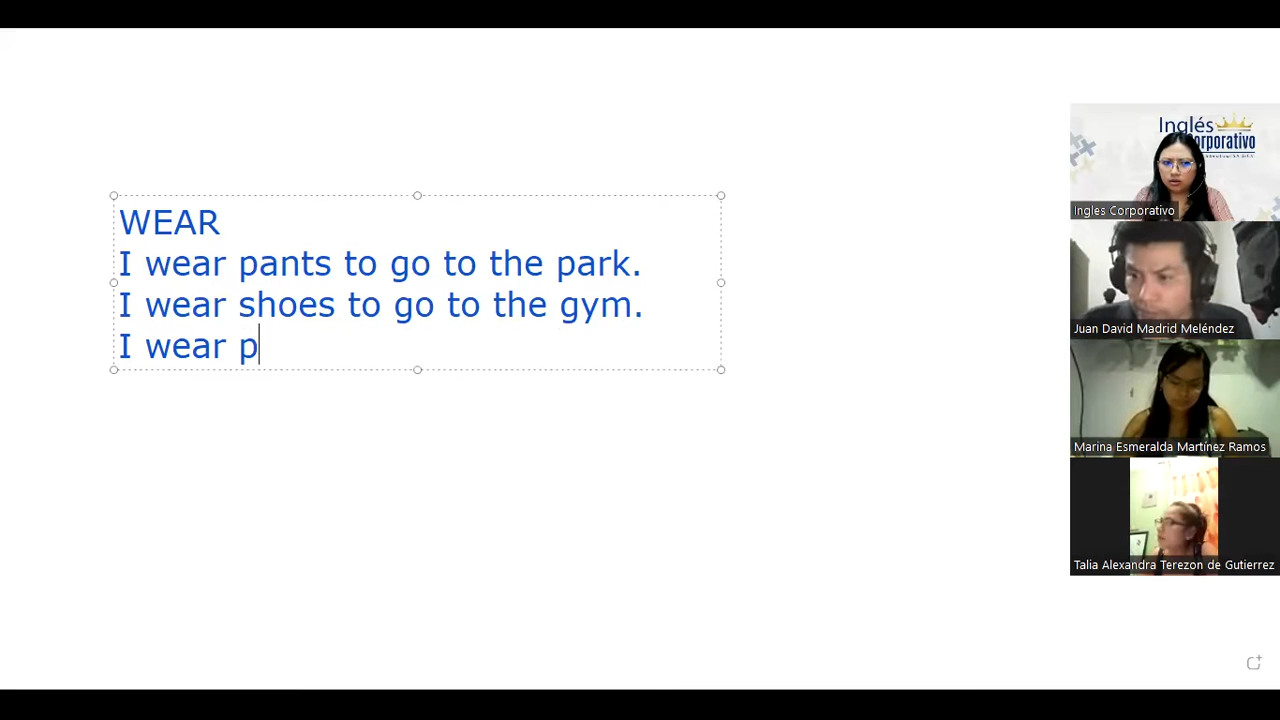 WEAR
I wear pants to go to the park.
I wear shoes to go to the gym.
I wear p
Inglés
Corporativo
Ingles Corporativo
Juan David Madrid Meléndez
Marina Esmeralda Martínez Ramos
Talia Alexandra Terezon de Gutierrez